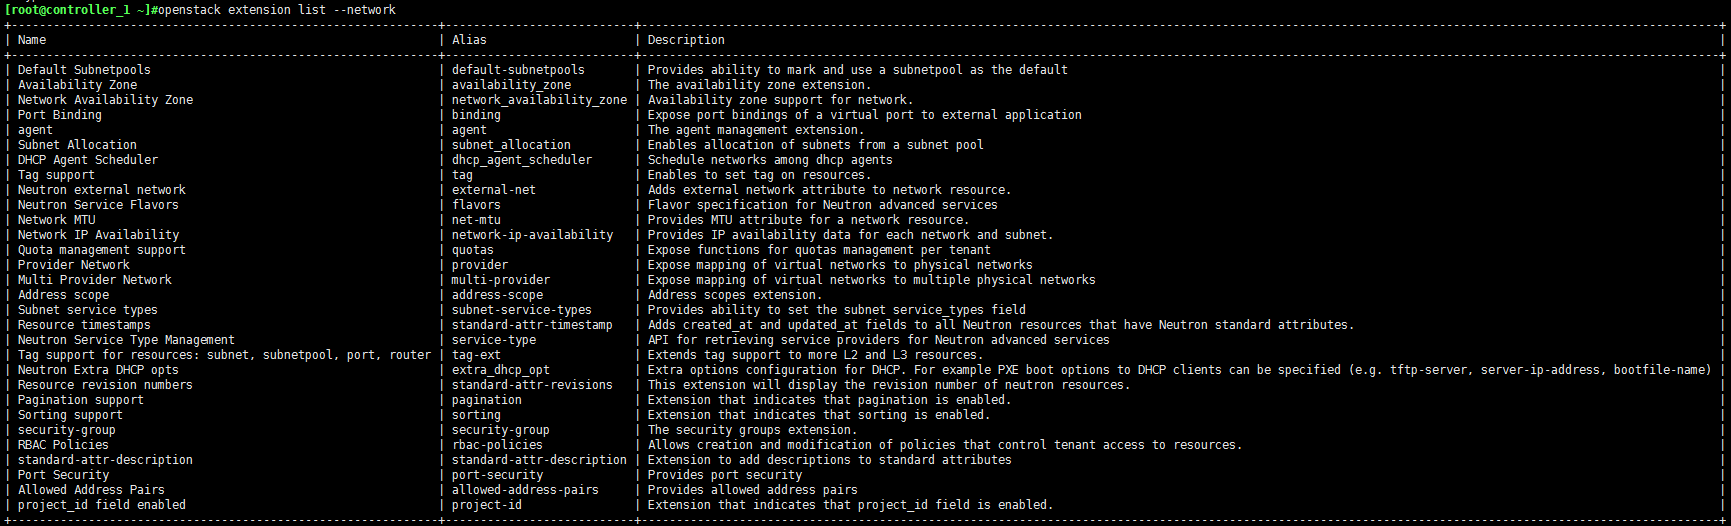 [root@controller_1 ~]#openstack extension list --network
| Name | Alias | Description |
| Default Subnetpools | default-subnetpools | Provides ability to mark and use a subnetpool as the default |
| Availability Zone | availability_zone | The availability zone extension. |
| Network Availability Zone | network_availability_zone | Availability zone support for network. |
| Port Binding | binding | Expose port bindings of a virtual port to external application |
| agent | agent | The agent management extension. |
| Subnet Allocation | subnet_allocation | Enables allocation of subnets from a subnet pool |
| DHCP Agent Scheduler | dhcp_agent_scheduler | Schedule networks among dhcp agents |
| Tag support | tag | Enables to set tag on resources. |
| Neutron external network | external-net | Adds external network attribute to network resource. |
| Neutron Service Flavors | flavors | Flavor specification for Neutron advanced services |
| Network MTU | net-mtu | Provides MTU attribute for a network resource. |
| Network IP Availability | network-ip-availability | Provides IP availability data for each network and subnet. |
| Quota management support | quotas | Expose functions for quotas management per tenant |
| Provider Network | provider | Expose mapping of virtual networks to physical networks |
| Multi Provider Network | multi-provider | Expose mapping of virtual networks to multiple physical networks |
| Address scope | address-scope | Address scopes extension. |
| Subnet service types | subnet-service-types | Provides ability to set the subnet service_types field |
| Resource timestamps | standard-attr-timestamp | Adds created_at and updated_at fields to all Neutron resources that have Neutron standard attributes. |
| Neutron Service Type Management | service-type | API for retrieving service providers for Neutron advanced services |
| Tag support for resources: subnet, subnetpool, port, router | tag-ext | Extends tag support to more L2 and L3 resources. |
| Neutron Extra DHCP opts | extra_dhcp_opt | Extra options configuration for DHCP. For example PXE boot options to DHCP clients can be specified (e.g. tftp-server, server-ip-address, bootfile-name) |
| Resource revision numbers | standard-attr-revisions | This extension will display the revision number of neutron resources. |
| Pagination support | pagination | Extension that indicates that pagination is enabled. |
| Sorting support | sorting | Extension that indicates that sorting is enabled. |
| security-group | security-group | The security groups extension. |
| RBAC Policies | rbac-policies | Allows creation and modification of policies that control tenant access to resources. |
| standard-attr-description | standard-attr-description | Extension to add descriptions to standard attributes |
| Port Security | port-security | Provides port security |
| Allowed Address Pairs | allowed-address-pairs | Provides allowed address pairs |
| project_id field enabled | project-id | Extension that indicates that project_id field is enabled. |